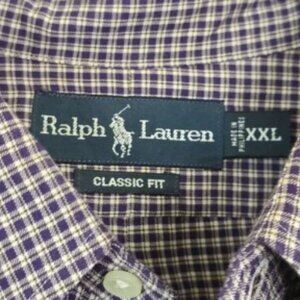 Ralph Lauren
MADE IN
PHILIPPINES
XXL
CLASSIC FIT